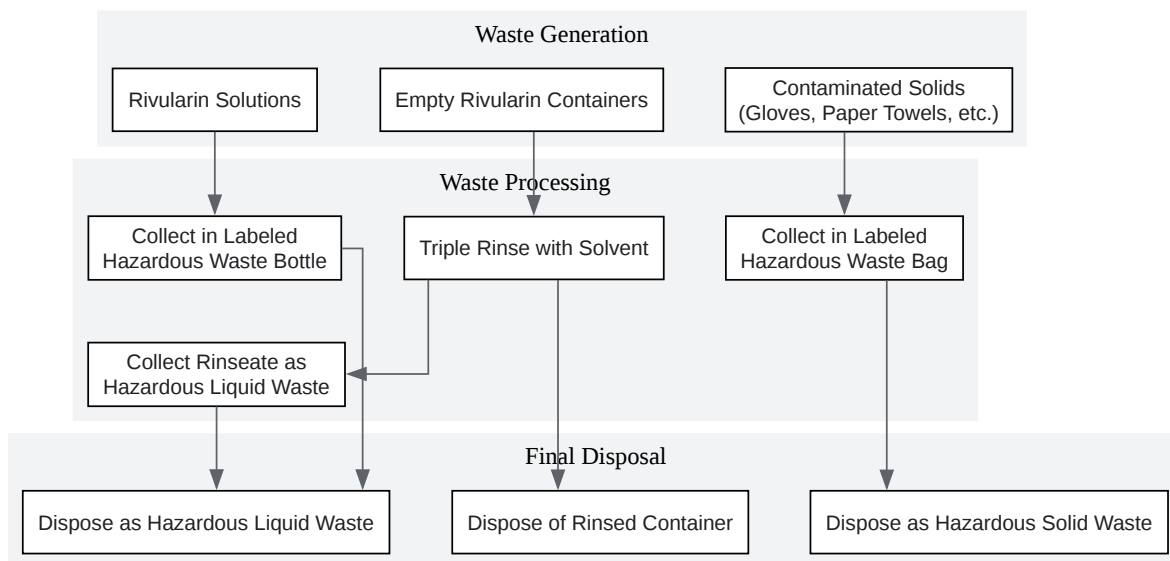 Waste Generation
Rivularin Solutions
Empty Rivularin Containers
Contaminated Solids
(Gloves, Paper Towels, etc.)
Waste Processing
Collect in Labeled
Hazardous Waste Bottle
Triple Rinse with Solvent
Collect in Labeled
Hazardous Waste Bag
Collect Rinseate as
Hazardous Liquid Waste
Final Disposal
Dispose as Hazardous Liquid Waste
Dispose of Rinsed Container
Dispose as Hazardous Solid Waste